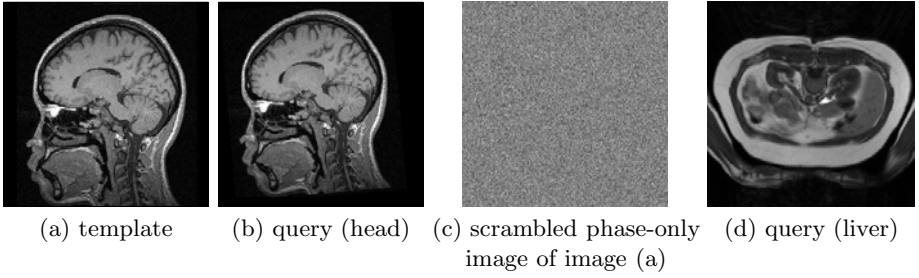 (a) template
(b) query (head)
(c) scrambled phase-only
image of image (a)
(d) query (liver)